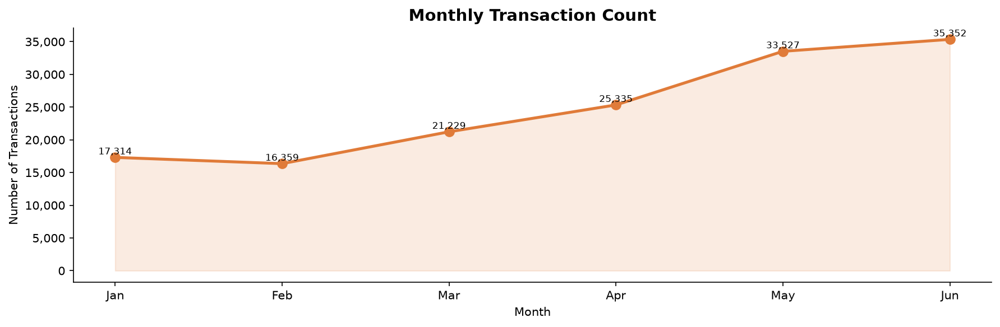 Monthly Transaction Count
Number of Transactions
35,000
30,000
25,000
20,000
15,000
10,000
5,000
0
17,314
16,359
21,229
25,335
33,527
35,352
Jan
Feb
Mar
Apr
May
Jun
Month